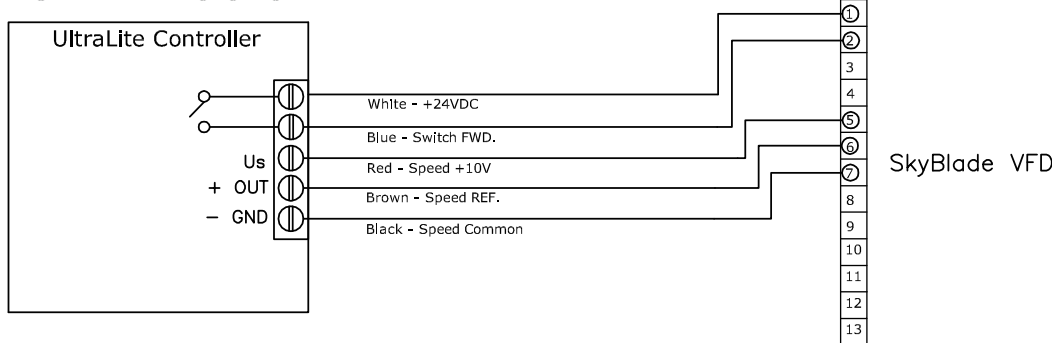 UltraLite Controller
White - +24VDC
Blue - Switch FWD.
Us
Red - Speed +10V
+ OUT
Brown - Speed REF.
- GND
Black - Speed Common
1
2
3
4
5
6
7
8
9
10
11
12
13
SkyBlade VFD